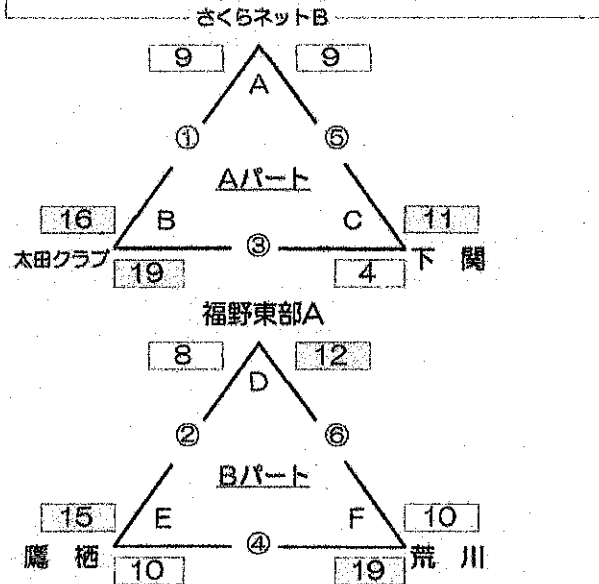 さくらネットB
9 9
A
① ⑤
Aパート
16 B C 11
太田クラブ 19 ③ 4 下関
福野東部A
8 12
D
② ⑥
Bパート
15 E F 10
鷹栖 10 ④ 19 荒川